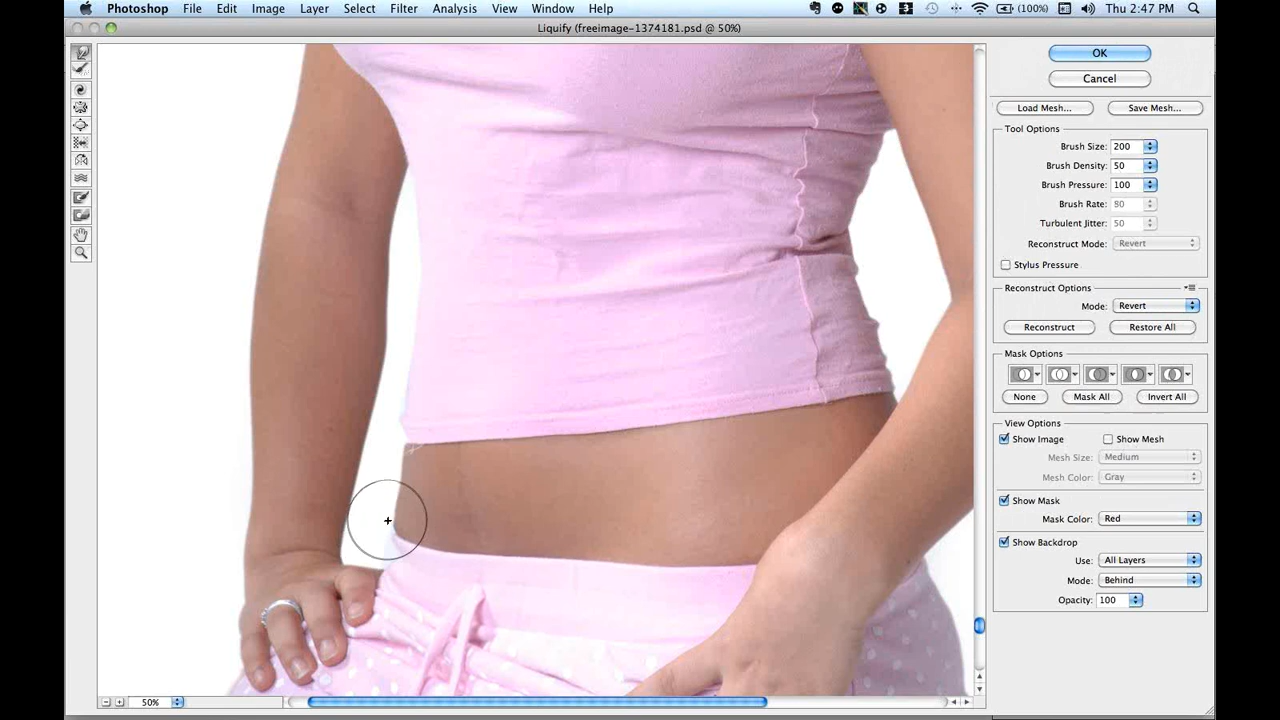 Photoshop File Edit Image Layer Select Filter Analysis View Window Help (100%) Thu 2:47 PM
Liquify (freeimage-1374181.psd @ 50%)
OK
Cancel
Load Mesh... Save Mesh...
Tool Options
Brush Size: 200
Brush Density: 50
Brush Pressure: 100
Brush Rate: 80
Turbulent Jitter: 50
Reconstruct Mode: Revert
Stylus Pressure
Reconstruct Options
Mode: Revert
Reconstruct Restore All
Mask Options
None Mask All Invert All
View Options
Show Image Show Mesh
Mesh Size: Medium
Mesh Color: Gray
Show Mask
Mask Color: Red
Show Backdrop
Use: All Layers
Mode: Behind
Opacity: 100
50%